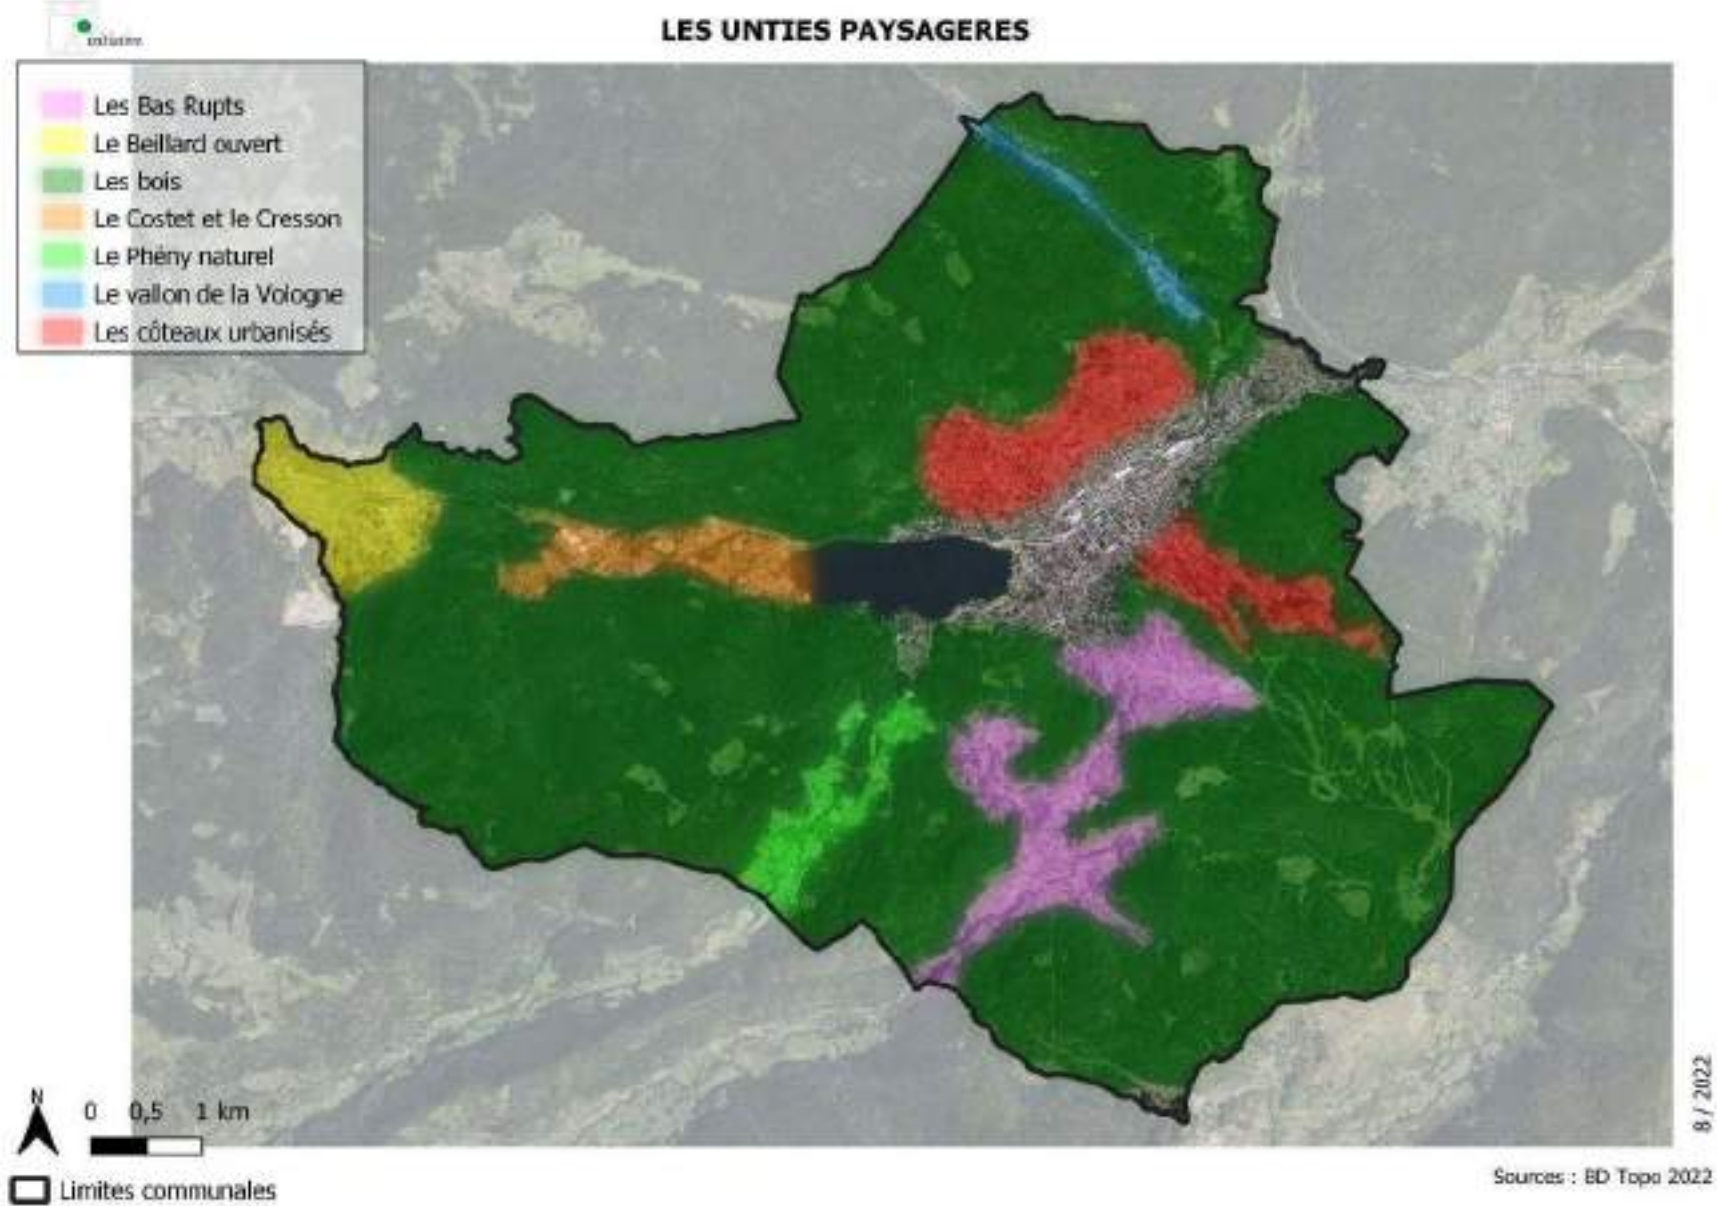 initiative
LES UNTIES PAYSAGERES
Les Bas Rupts
Le Beillard ouvert
Les bois
Le Costet et le Cresson
Le Phény naturel
Le vallon de la Vologne
Les côteaux urbanisés
N
0 0,5 1 km
Limites communales
8 / 2022
Sources : BD Topo 2022